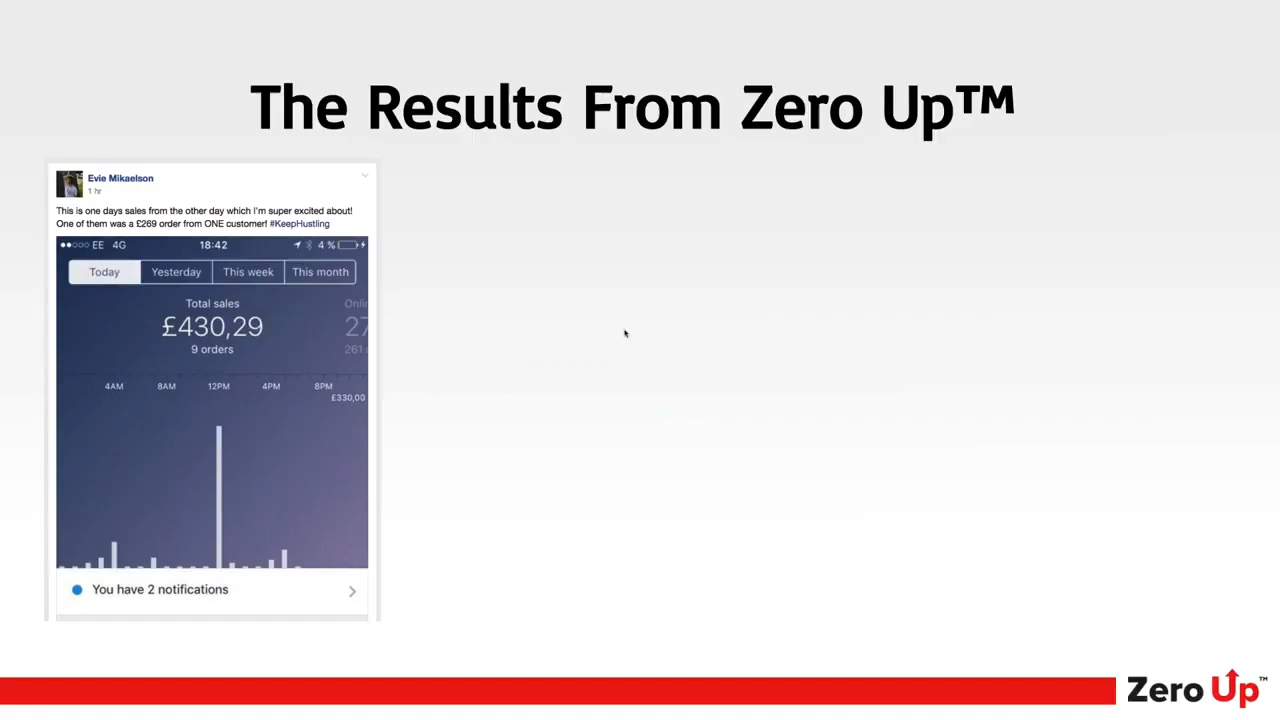 The Results From Zero Up™
Evie Mikaelson
1 hr
This is one days sales from the other day which I'm super excited about!
One of them was a £269 order from ONE customer! #KeepHustling
EE 4G 18:42 4 %
Today Yesterday This week This month
Total sales
£430,29 27
9 orders 261
4AM 8AM 12PM 4PM 8PM
£330,00
You have 2 notifications
Zero Up™